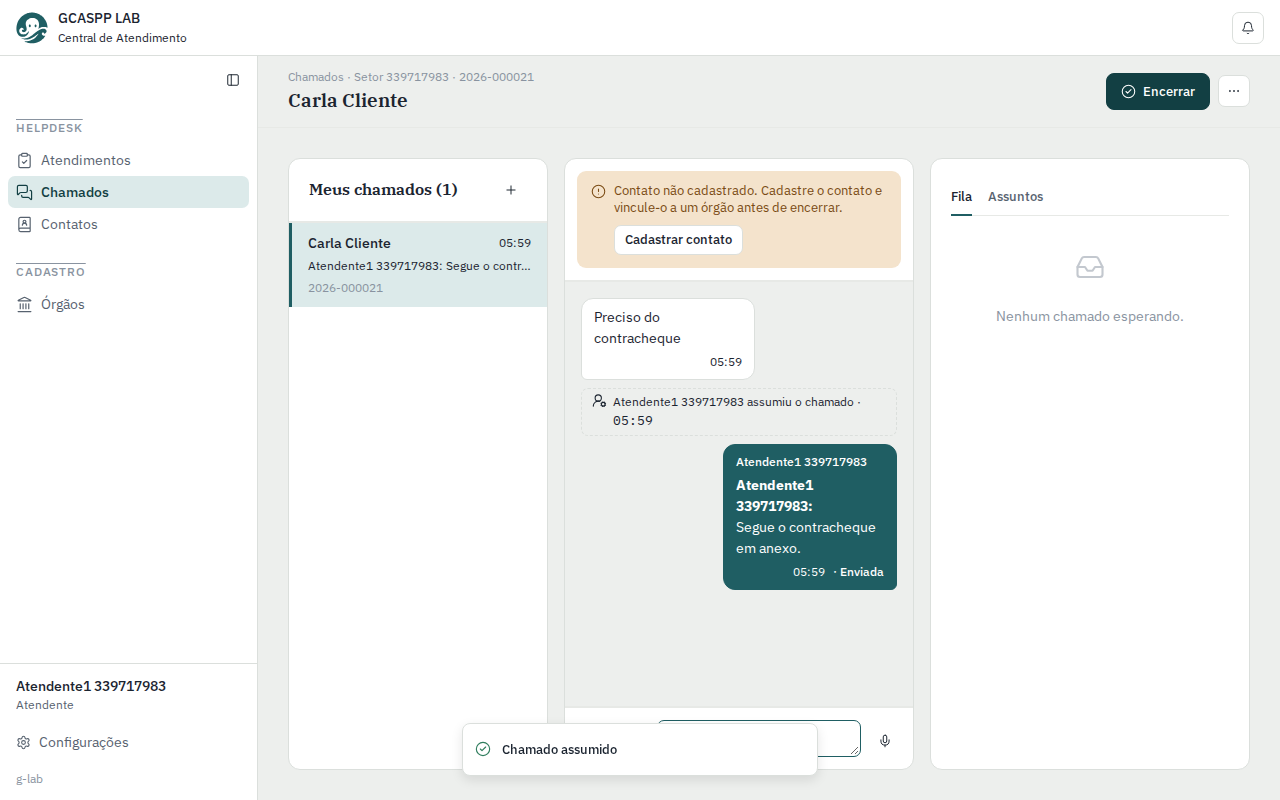 GCASPP LAB
Central de Atendimento
HELPDESK
Atendimentos
Chamados
Contatos
CADASTRO
Órgãos
Atendente1 339717983
Atendente
Configurações
g-lab
Chamados · Setor 339717983 · 2026-000021
Carla Cliente
Encerrar
Meus chamados (1)
Carla Cliente 05:59
Atendente1 339717983: Segue o contr...
2026-000021
Contato não cadastrado. Cadastre o contato e
vincule-o a um órgão antes de encerrar.
Cadastrar contato
Preciso do
contracheque
05:59
Atendente1 339717983 assumiu o chamado ·
05:59
Atendente1 339717983
Atendente1
339717983:
Segue o contracheque
em anexo.
05:59 · Enviada
Chamado assumido
Fila Assuntos
Nenhum chamado esperando.